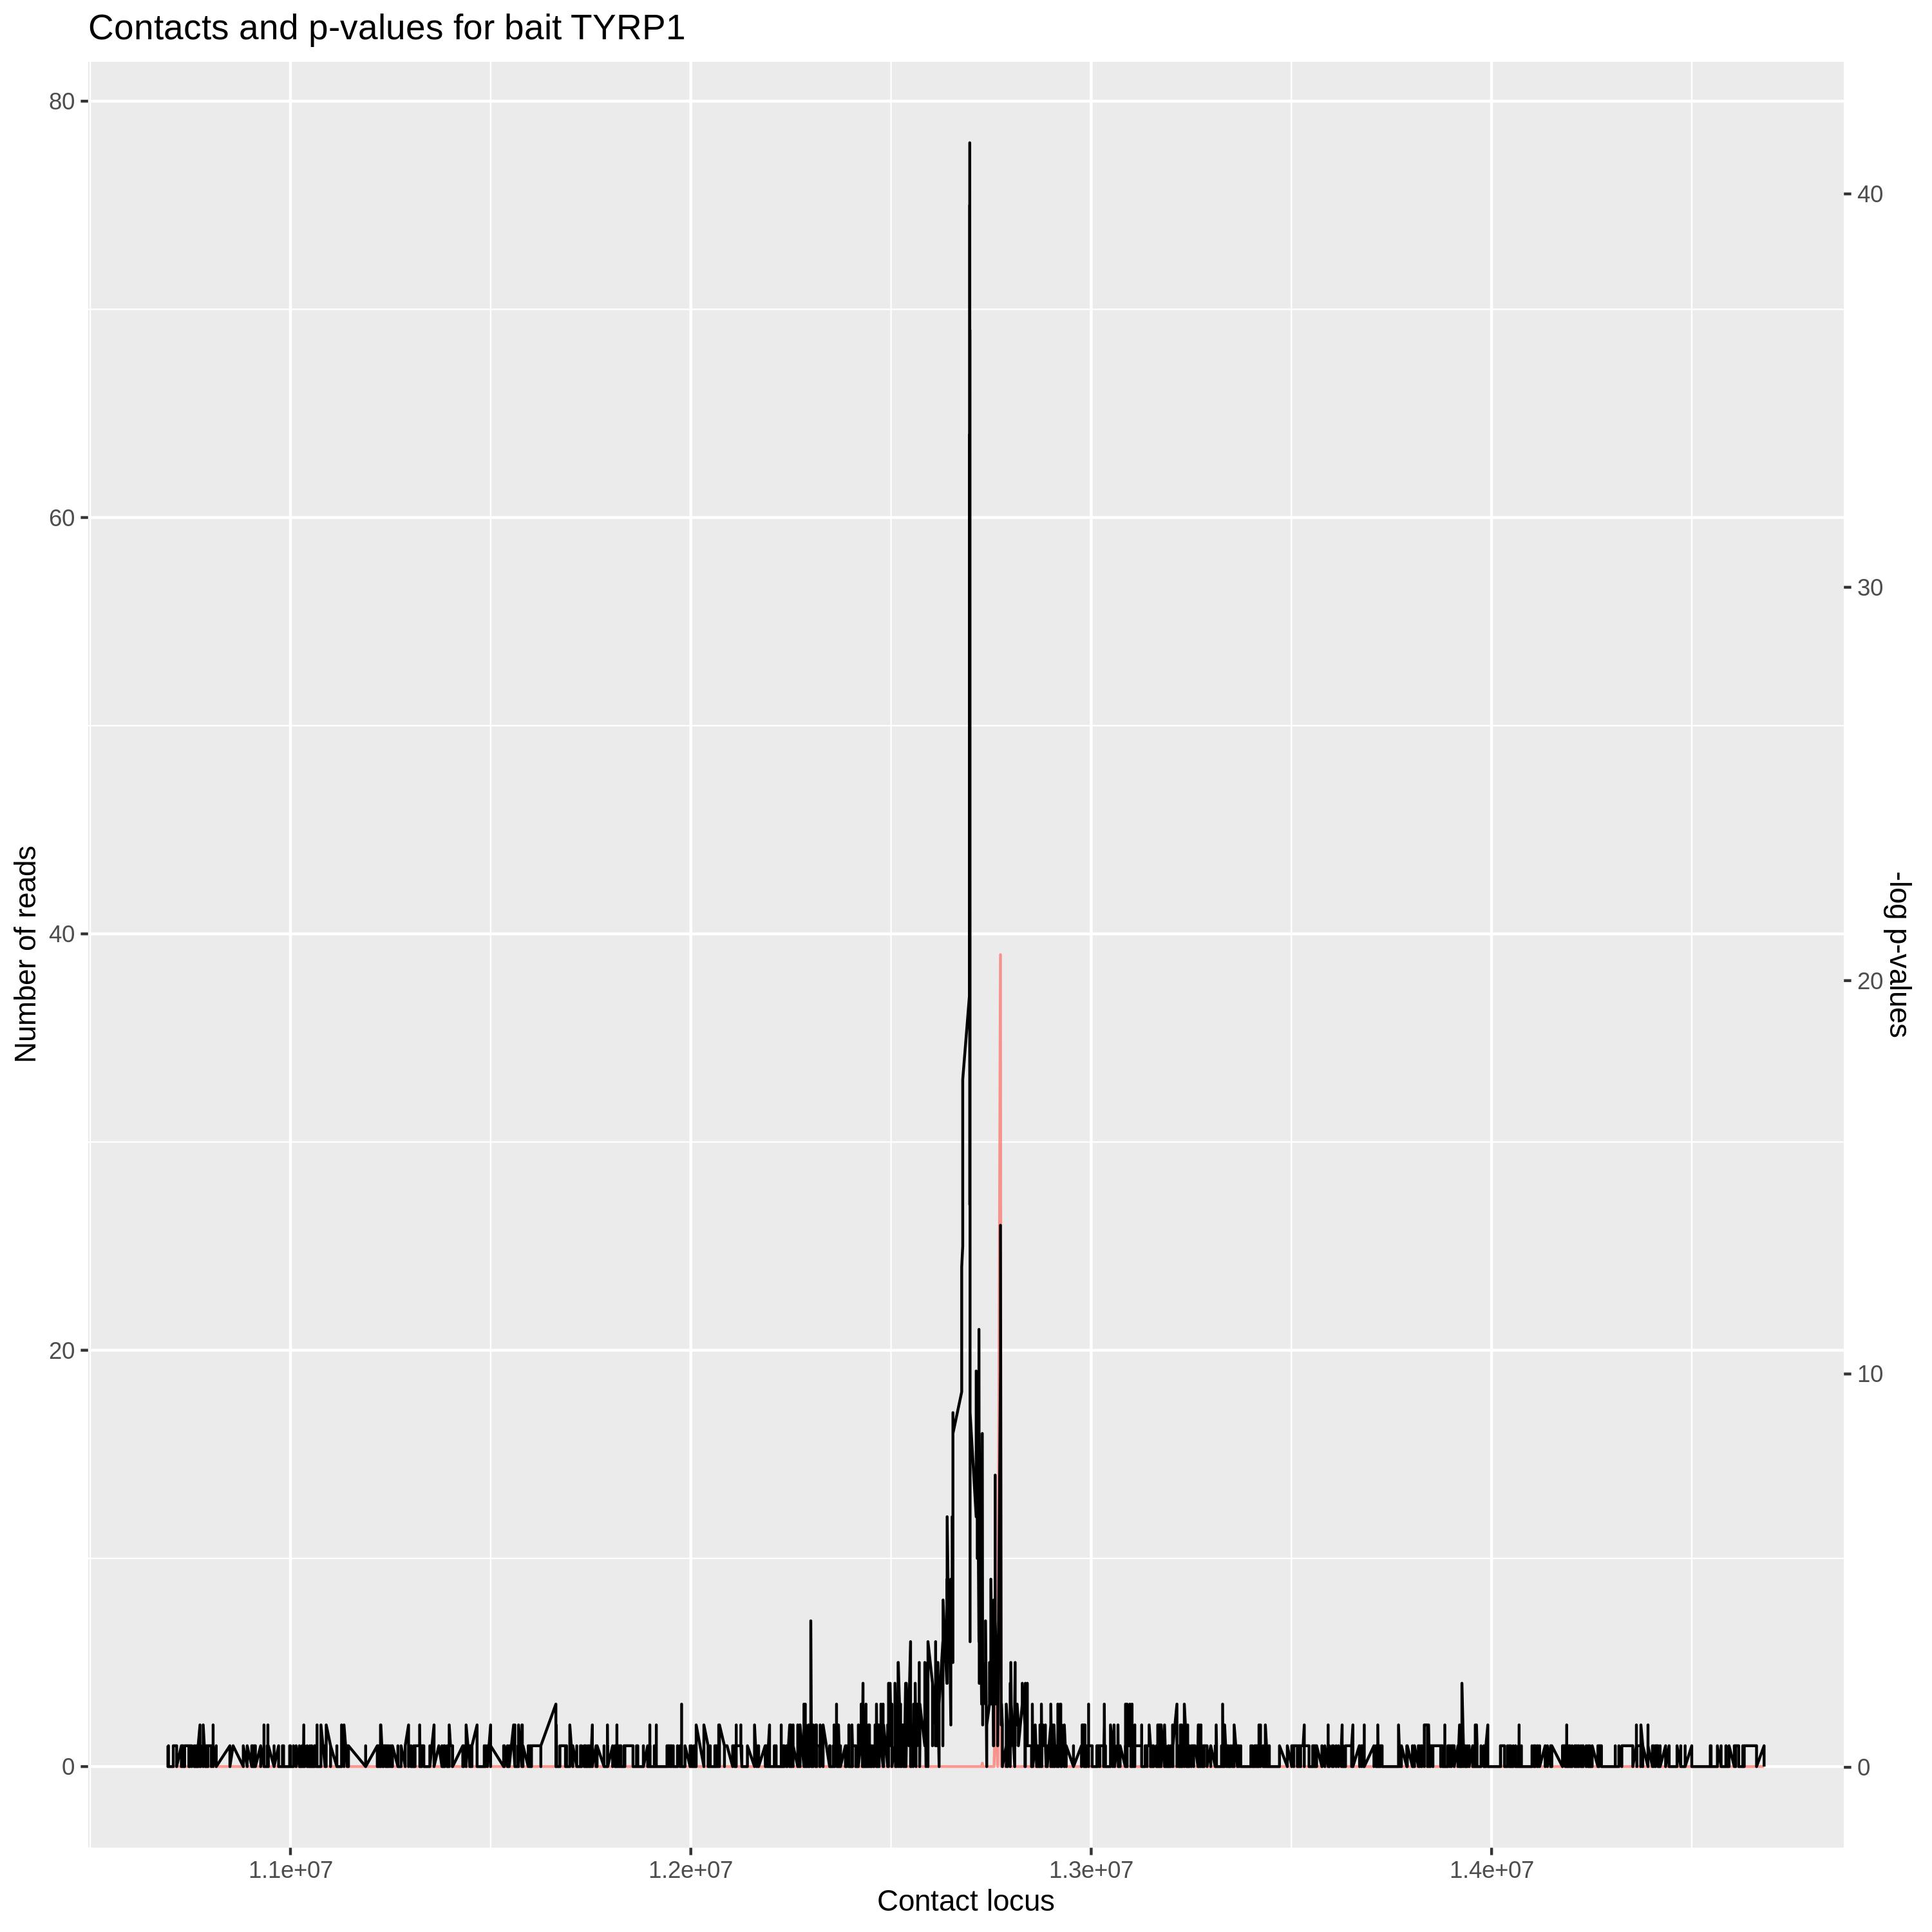 Contacts and p-values for bait TYRP1
80
60
40
20
0
Number of reads
40
30
20
10
0
-log p-values
1.1e+07
1.2e+07
1.3e+07
1.4e+07
Contact locus